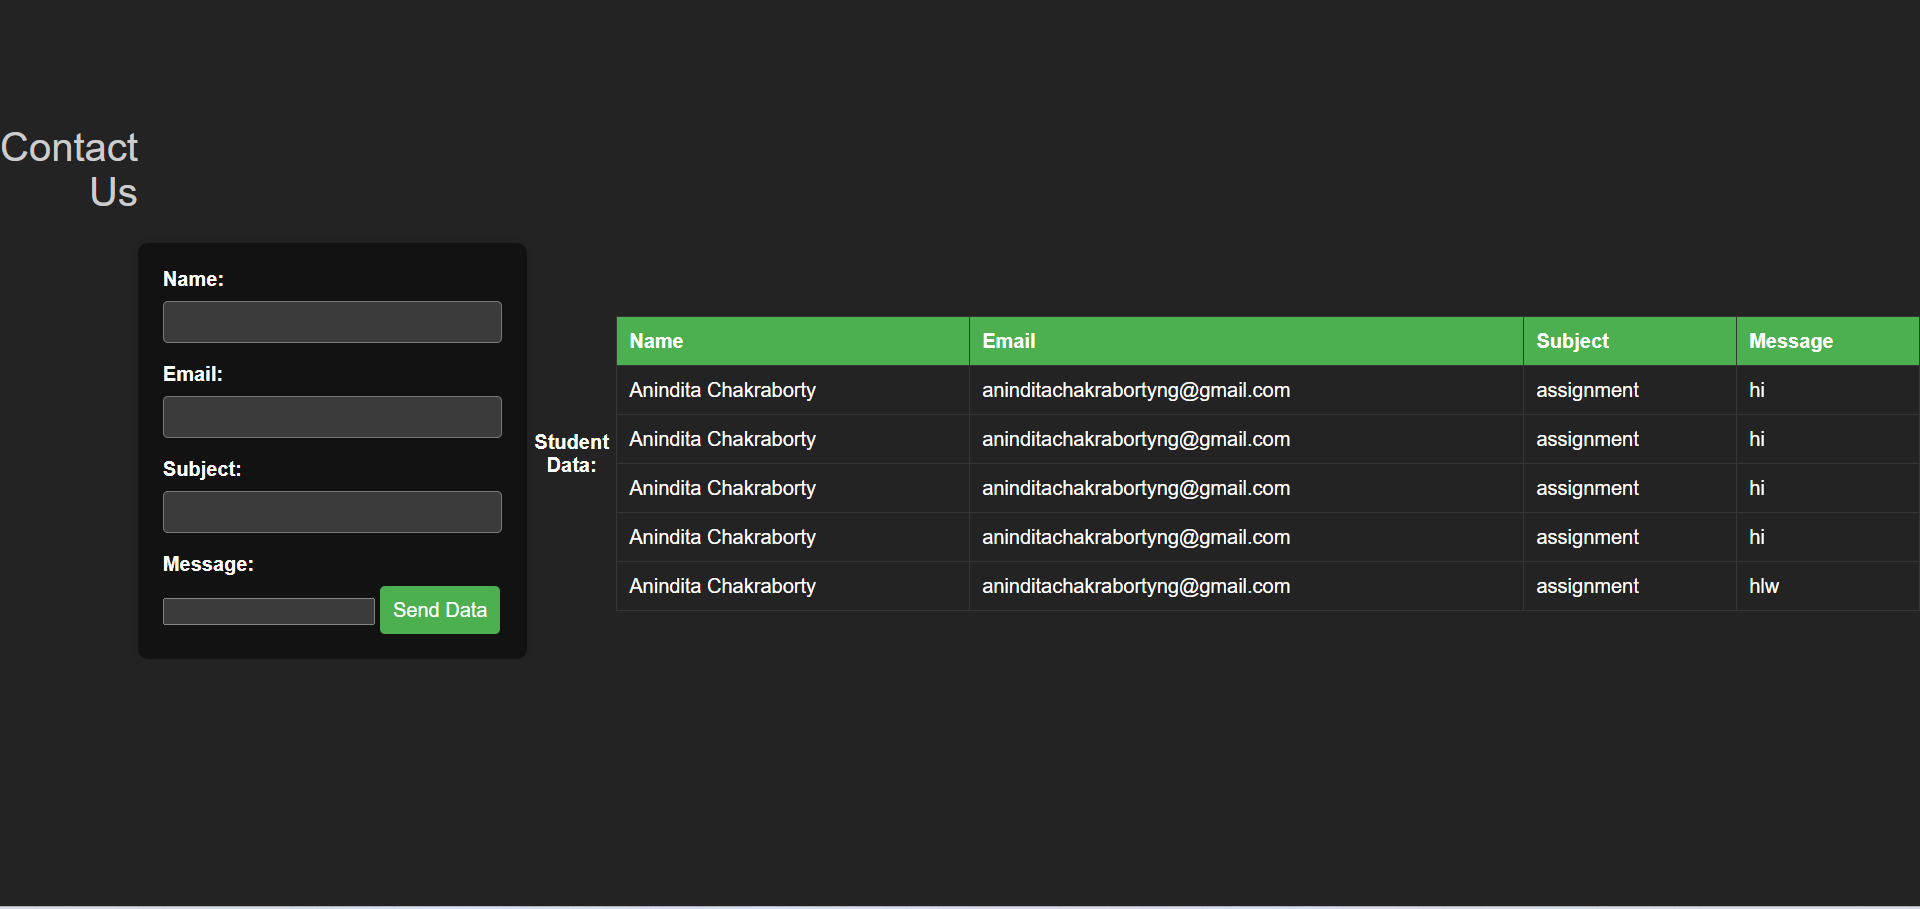 Contact
Us
Name:
Email:
Subject:
Message:
Send Data
Student
Data:
Name Email Subject Message
Anindita Chakraborty aninditachakrabortyng@gmail.com assignment hi
Anindita Chakraborty aninditachakrabortyng@gmail.com assignment hi
Anindita Chakraborty aninditachakrabortyng@gmail.com assignment hi
Anindita Chakraborty aninditachakrabortyng@gmail.com assignment hi
Anindita Chakraborty aninditachakrabortyng@gmail.com assignment hlw